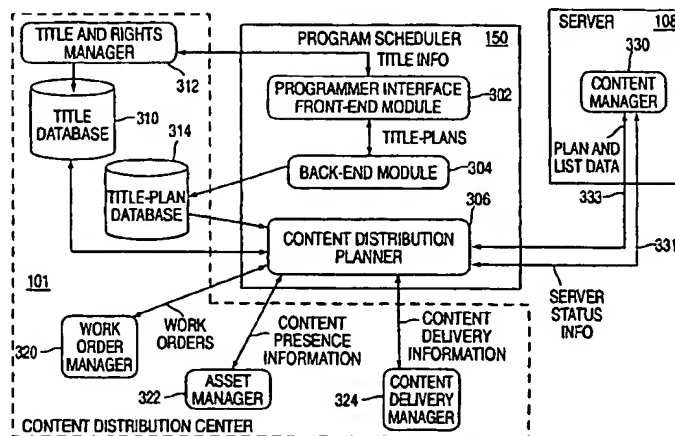 TITLE AND RIGHTS
MANAGER
312
TITLE
DATABASE
310
314
TITLE-PLAN
DATABASE
101
PROGRAM SCHEDULER 150
TITLE INFO
PROGRAMMER INTERFACE
FRONT-END MODULE
302
TITLE-PLANS
BACK-END MODULE
304
306
CONTENT DISTRIBUTION
PLANNER
SERVER 108
330
CONTENT
MANAGER
PLAN AND
LIST DATA
333
331
SERVER
STATUS
INFO
320
WORK
ORDER
MANAGER
WORK
ORDERS
CONTENT
PRESENCE
INFORMATION
322
ASSET
MANAGER
CONTENT
DELIVERY
INFORMATION
324
CONTENT
DELIVERY
MANAGER
CONTENT DISTRIBUTION CENTER